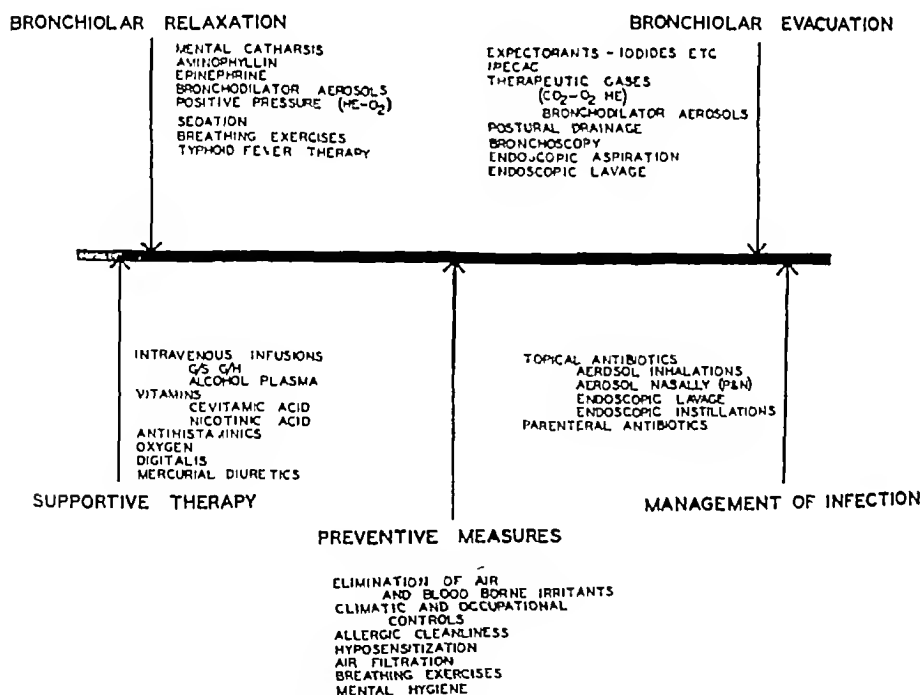 BRONCHIOLAR RELAXATION
MENTAL CATHARSIS
AMINOPHYLLIN
EPINEPHRINE
BRONCHODILATOR AEROSOLS
POSITIVE PRESSURE (HE-O2)
SEDATION
BREATHING EXERCISES
TYPHOID FEVER THERAPY
BRONCHIOLAR EVACUATION
EXPECTORANTS - IODIDES ETC
IPECAC
THERAPEUTIC GASES
(CO2-O2 HE)
BRONCHODILATOR AEROSOLS
POSTURAL DRAINAGE
BRONCHOSCOPY
ENDOSCOPIC ASPIRATION
ENDOSCOPIC LAVAGE
INTRAVENOUS INFUSIONS
G/S G/H
ALCOHOL PLASMA
VITAMINS
CEVITAMIC ACID
NICOTINIC ACID
ANTIHISTAMINICS
OXYGEN
DIGITALIS
MERCURIAL DIURETICS
SUPPORTIVE THERAPY
TOPICAL ANTIBIOTICS
AEROSOL INHALATIONS
AEROSOL NASALLY (P&N)
ENDOSCOPIC LAVAGE
ENDOSCOPIC INSTILLATIONS
PARENTERAL ANTIBIOTICS
MANAGEMENT OF INFECTION
PREVENTIVE MEASURES
ELIMINATION OF AIR
AND BLOOD BORNE IRRITANTS
CLIMATIC AND OCCUPATIONAL
CONTROLS
ALLERGIC CLEANLINESS
HYPOSENSITIZATION
AIR FILTRATION
BREATHING EXERCISES
MENTAL HYGIENE